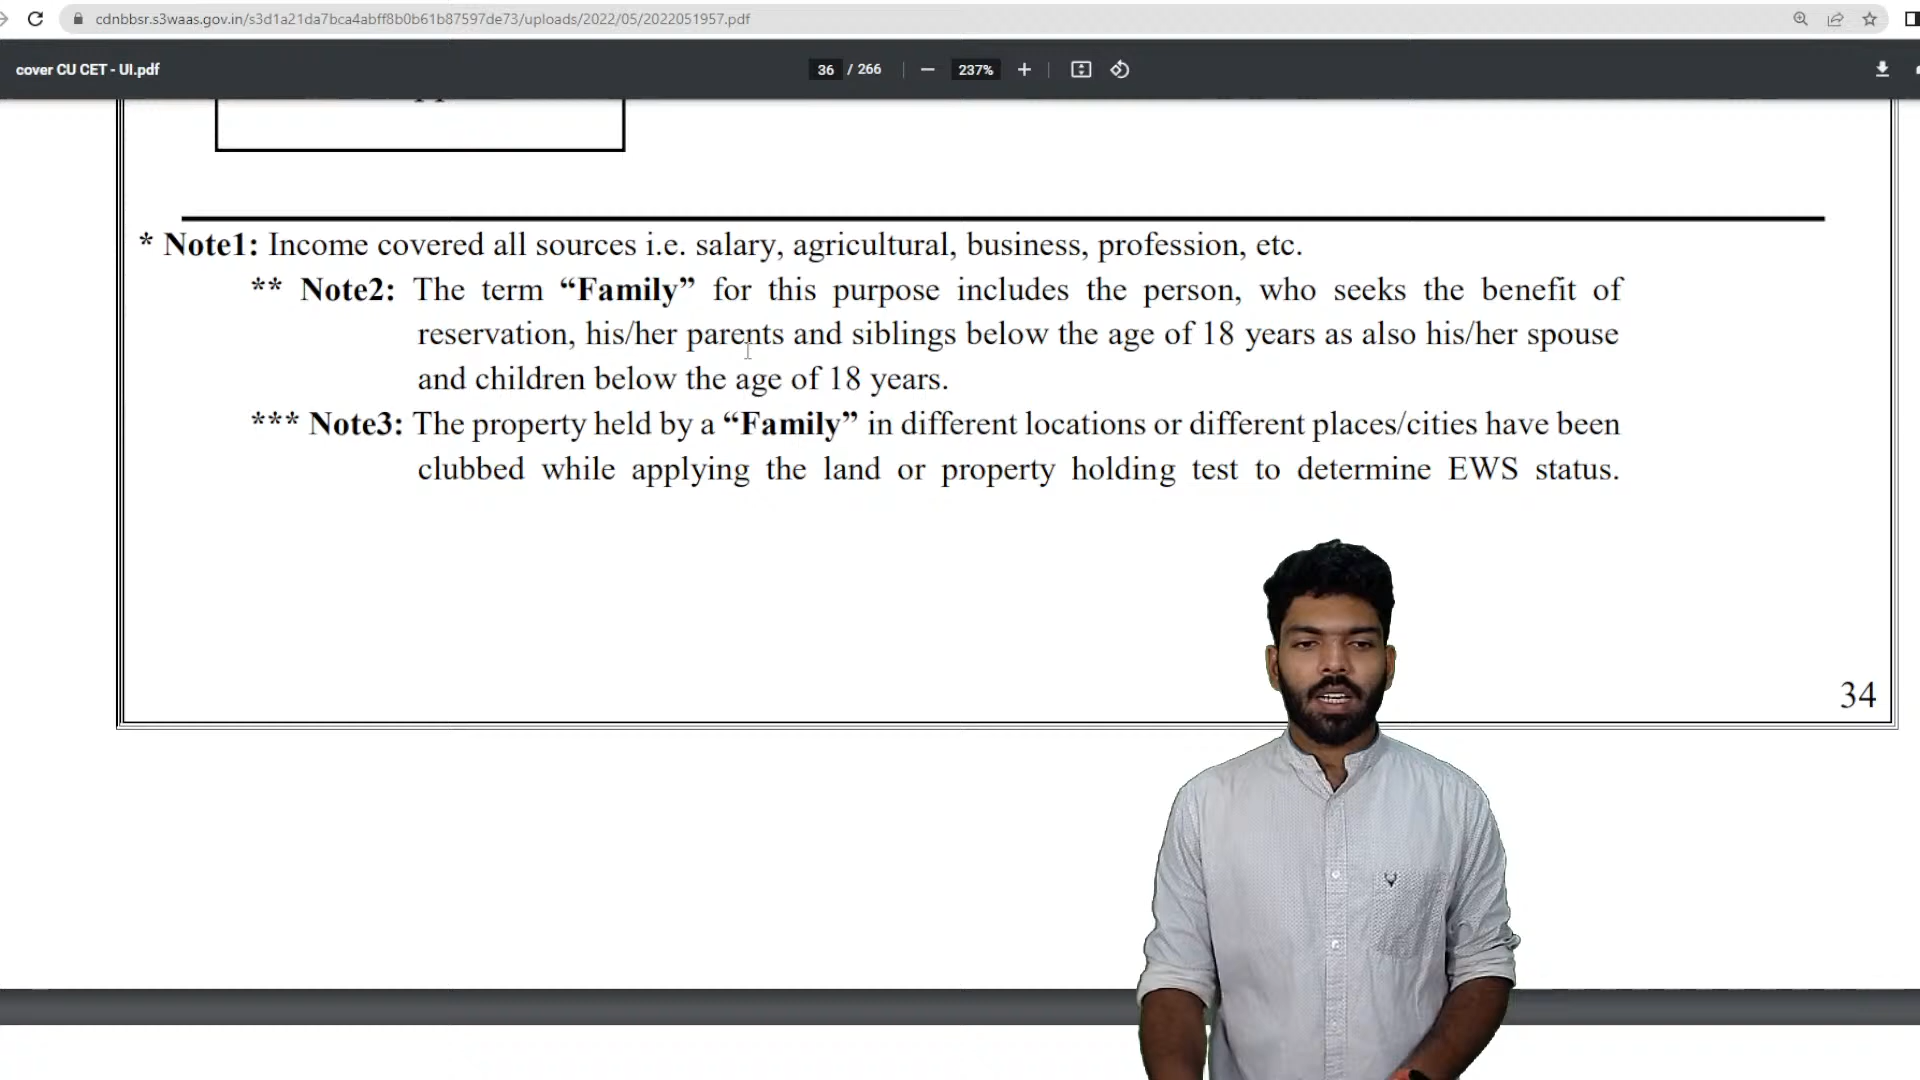 cdnbbsr.s3waas.gov.in/s3d1a21da7bca4abff8b0b61b87597de73/uploads/2022/05/2022051957.pdf
cover CU CET - UI.pdf
36 / 266
237%
* Note1: Income covered all sources i.e. salary, agricultural, business, profession, etc.
** Note2: The term “Family” for this purpose includes the person, who seeks the benefit of
reservation, his/her parents and siblings below the age of 18 years as also his/her spouse
and children below the age of 18 years.
*** Note3: The property held by a “Family” in different locations or different places/cities have been
clubbed while applying the land or property holding test to determine EWS status.
34